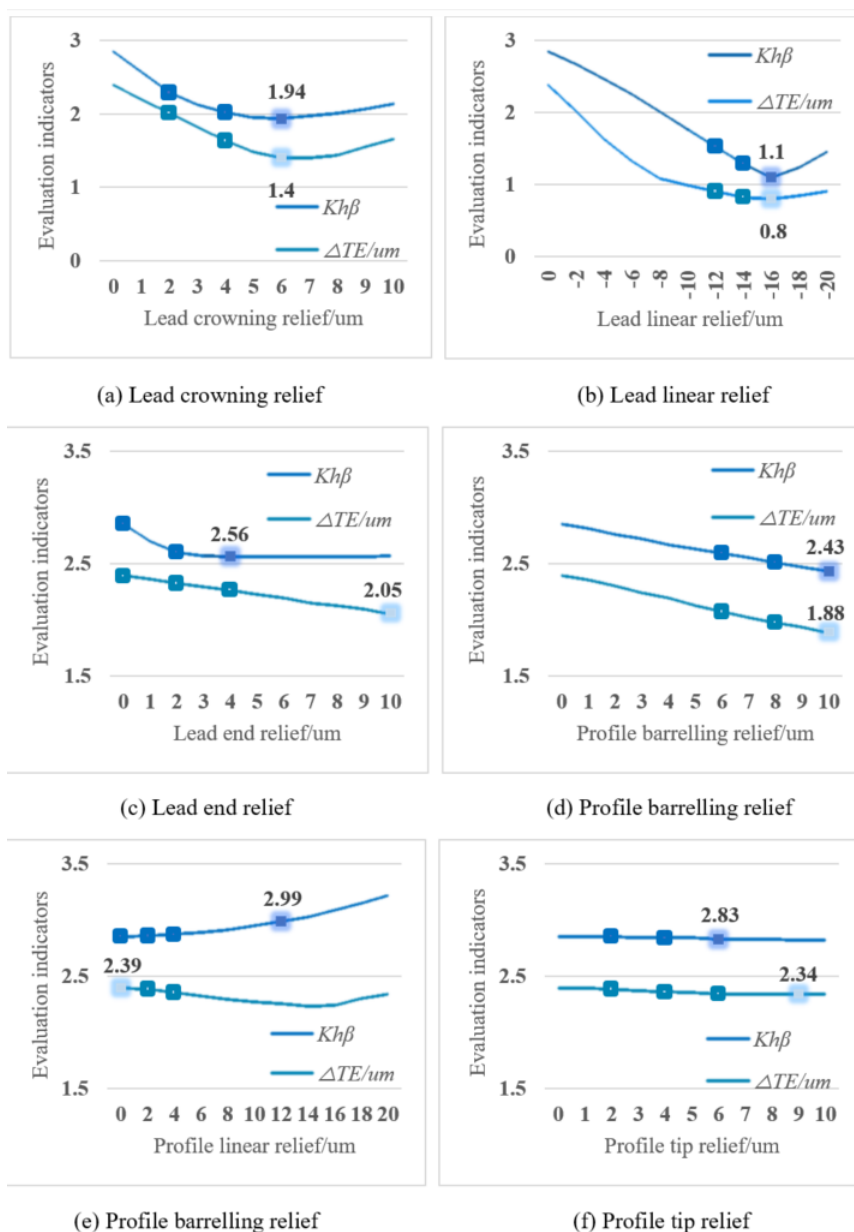 3
2
1
0
Evaluation indicators
1.94
1.4
Khβ
△TE/um
0 1 2 3 4 5 6 7 8 9 10
Lead crowning relief/um
(a) Lead crowning relief
3
2
1
0
Evaluation indicators
Khβ
△TE/um
1.1
0.8
0 -2 -4 -6 -8 -10 -12 -14 -16 -18 -20
Lead linear relief/um
(b) Lead linear relief
3.5
2.5
1.5
Evaluation indicators
Khβ
△TE/um
2.56
2.05
0 1 2 3 4 5 6 7 8 9 10
Lead end relief/um
(c) Lead end relief
3.5
2.5
1.5
Evaluation indicators
Khβ
△TE/um
2.43
1.88
0 1 2 3 4 5 6 7 8 9 10
Profile barrelling relief/um
(d) Profile barrelling relief
3.5
2.5
1.5
Evaluation indicators
2.99
2.39
Khβ
△TE/um
0 2 4 6 8 10 12 14 16 18 20
Profile linear relief/um
(e) Profile barrelling relief
3.5
2.5
1.5
Evaluation indicators
2.83
2.34
Khβ
△TE/um
0 1 2 3 4 5 6 7 8 9 10
Profile tip relief/um
(f) Profile tip relief